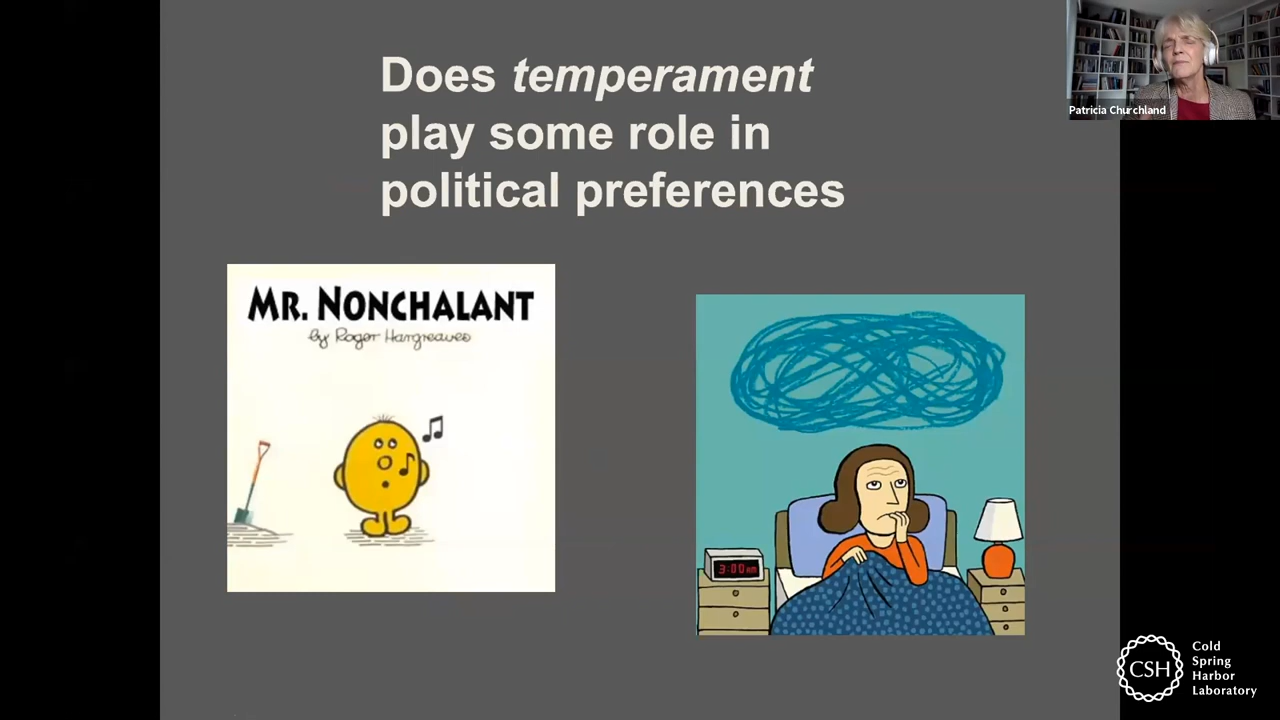 Does temperament
play some role in
political preferences
Patricia Churchland
MR. NONCHALANT
by Roger Hargreaves
3:00 am
CSH
Cold
Spring
Harbor
Laboratory